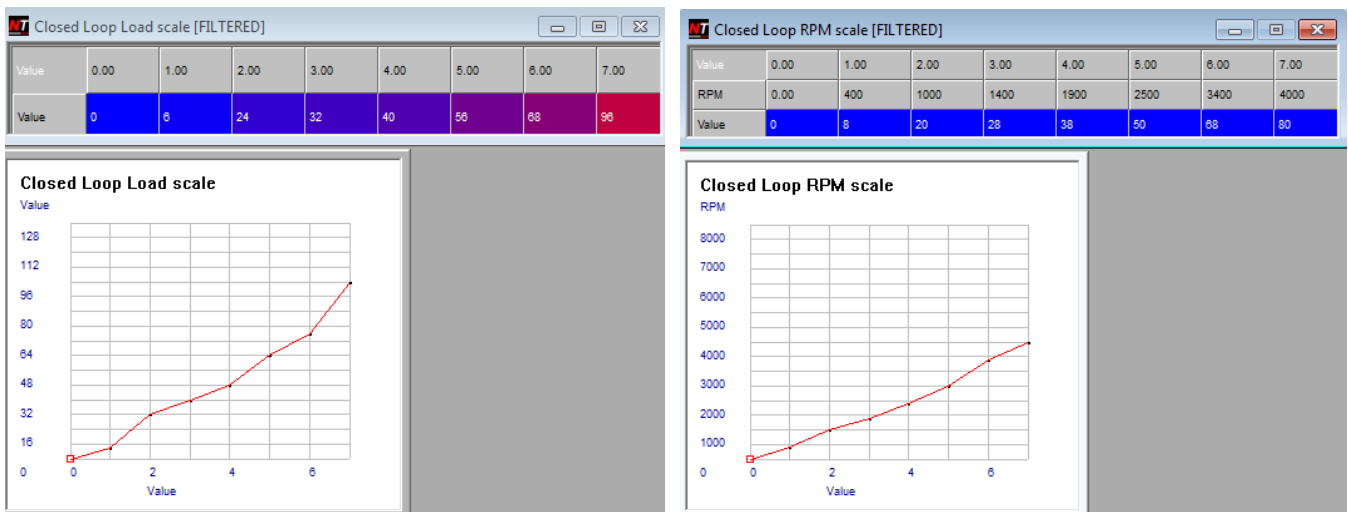 NT Closed Loop Load scale [FILTERED]
Value 0.00 1.00 2.00 3.00 4.00 5.00 6.00 7.00
Value 0 6 24 32 40 56 68 96
Closed Loop Load scale
Value
128
112
96
80
64
48
32
16
0
0 2 4 6
Value
NT Closed Loop RPM scale [FILTERED]
Value 0.00 1.00 2.00 3.00 4.00 5.00 6.00 7.00
RPM 0.00 400 1000 1400 1900 2500 3400 4000
Value 0 8 20 28 38 50 68 80
Closed Loop RPM scale
RPM
8000
7000
6000
5000
4000
3000
2000
1000
0
0 2 4 6
Value